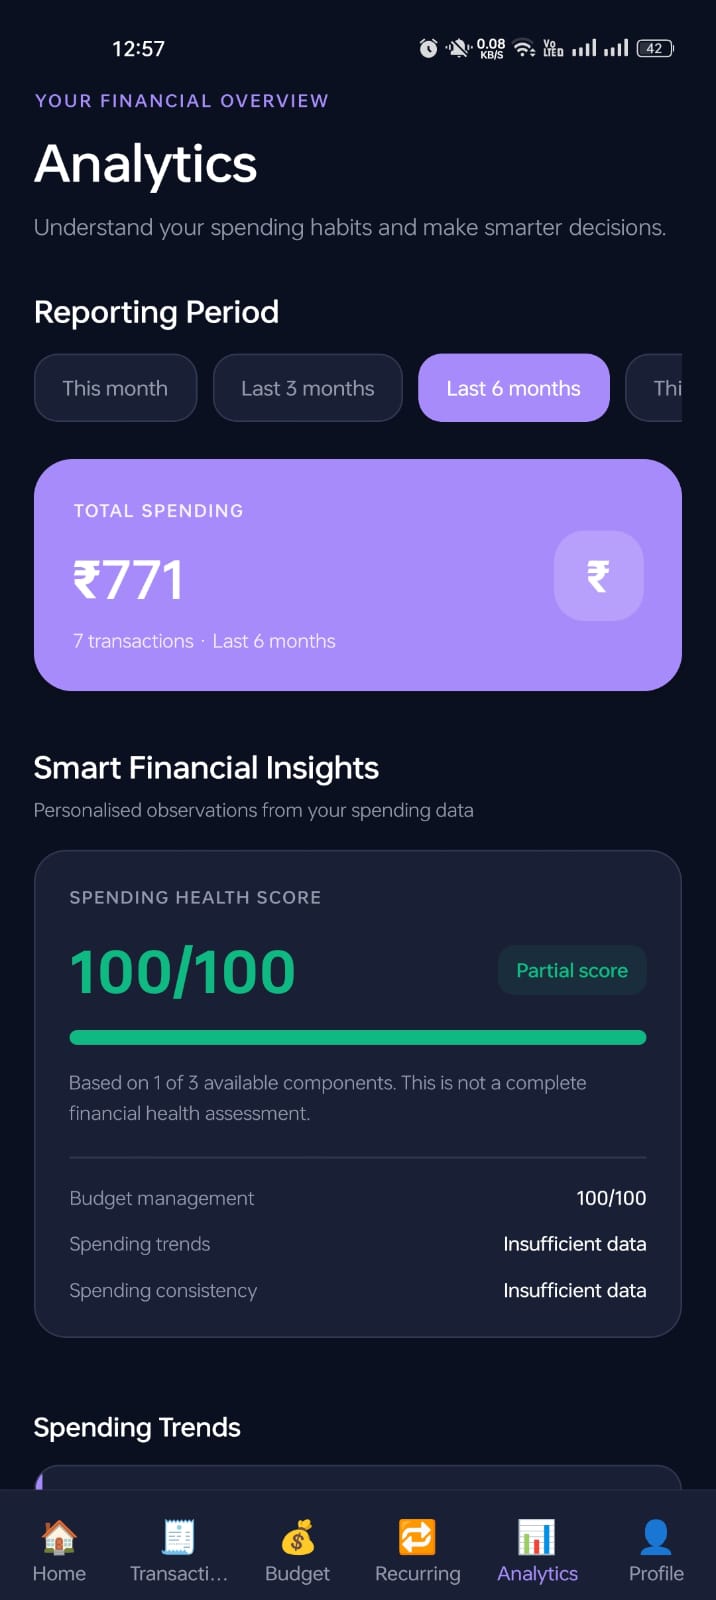 12:57
0.08
KB/S
Vo
LTE
42
YOUR FINANCIAL OVERVIEW
Analytics
Understand your spending habits and make smarter decisions.
Reporting Period
This month
Last 3 months
Last 6 months
Thi
TOTAL SPENDING
₹771
₹
7 transactions · Last 6 months
Smart Financial Insights
Personalised observations from your spending data
SPENDING HEALTH SCORE
100/100
Partial score
Based on 1 of 3 available components. This is not a complete
financial health assessment.
Budget management 100/100
Spending trends Insufficient data
Spending consistency Insufficient data
Spending Trends
Home
Transacti...
Budget
Recurring
Analytics
Profile